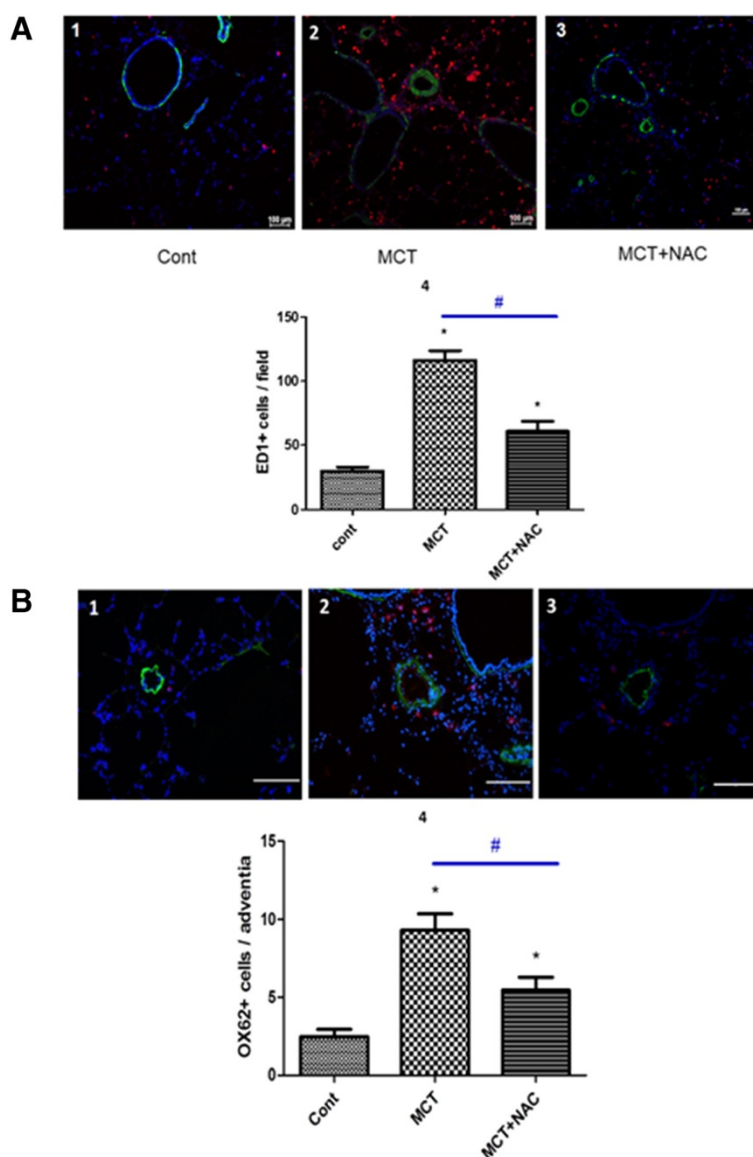 A
1
2
3
100 µm
100 µm
Cont
MCT
MCT+NAC
4
#
ED1+ cells / field
150
100
50
0
*
*
cont
MCT
MCT+NAC
B
1
2
3
4
#
OX62+ cells / adventia
15
10
5
0
*
*
Cont
MCT
MCT+NAC